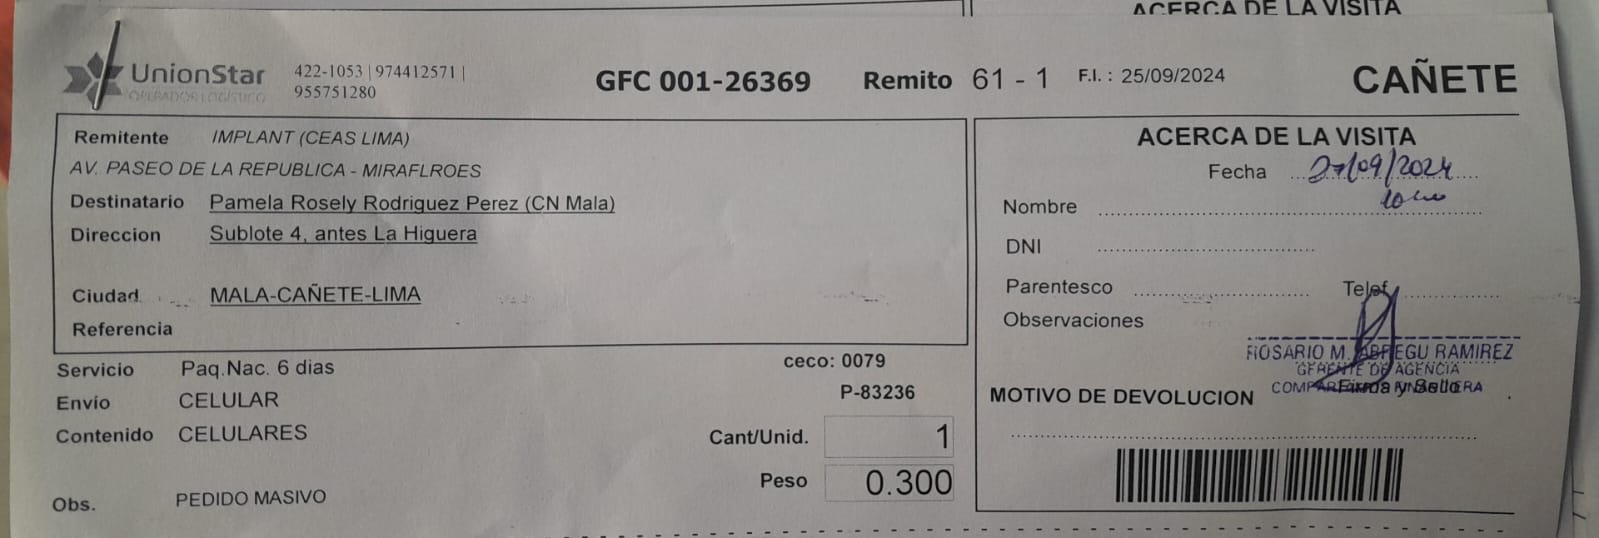 ACERCA DE LA VISITA
UnionStar
OPERADOR LOGÍSTICO
422-1053 | 974412571 |
955751280
GFC 001-26369
Remito 61 - 1
F.I. : 25/09/2024
CAÑETE
Remitente IMPLANT (CEAS LIMA)
AV. PASEO DE LA REPUBLICA - MIRAFLROES
Destinatario Pamela Rosely Rodriguez Perez (CN Mala)
Direccion Sublote 4, antes La Higuera
Ciudad MALA-CAÑETE-LIMA
Referencia
Servicio Paq.Nac. 6 dias
Envío CELULAR
Contenido CELULARES
Obs. PEDIDO MASIVO
ceco: 0079
P-83236
Cant/Unid. 1
Peso 0.300
ACERCA DE LA VISITA
Fecha 27/09/2024
Nombre
DNI
Parentesco Telef.
Observaciones
ROSARIO M. ABREGU RAMIREZ
GERENTE DE AGENCIA
Firma y Sello
MOTIVO DE DEVOLUCION